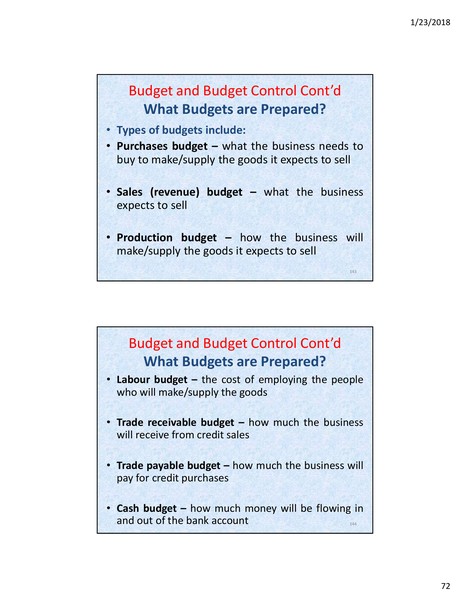 1/23/2018
Budget and Budget Control Cont’d
What Budgets are Prepared?
• Types of budgets include:
• Purchases budget – what the business needs to
buy to make/supply the goods it expects to sell
• Sales (revenue) budget – what the business
expects to sell
• Production budget – how the business will
make/supply the goods it expects to sell
Budget and Budget Control Cont’d
What Budgets are Prepared?
• Labour budget – the cost of employing the people
who will make/supply the goods
• Trade receivable budget – how much the business
will receive from credit sales
• Trade payable budget – how much the business will
pay for credit purchases
• Cash budget – how much money will be flowing in
and out of the bank account
72